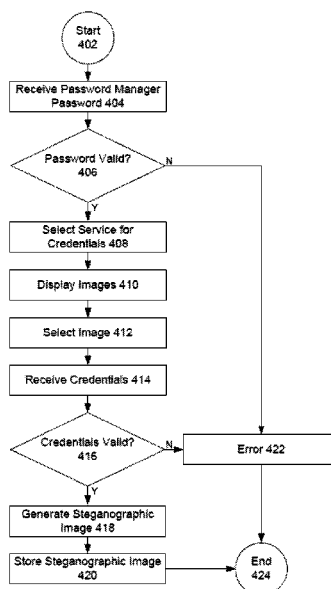 Start
402
Receive Password Manager
Password 404
Password Valid?
406
N
Y
Select Service for
Credentials 408
Display Images 410
Select Image 412
Receive Credentials 414
Credentials Valid?
416
N
Error 422
Y
Generate Steganographic
Image 418
Store Steganographic Image
420
End
424